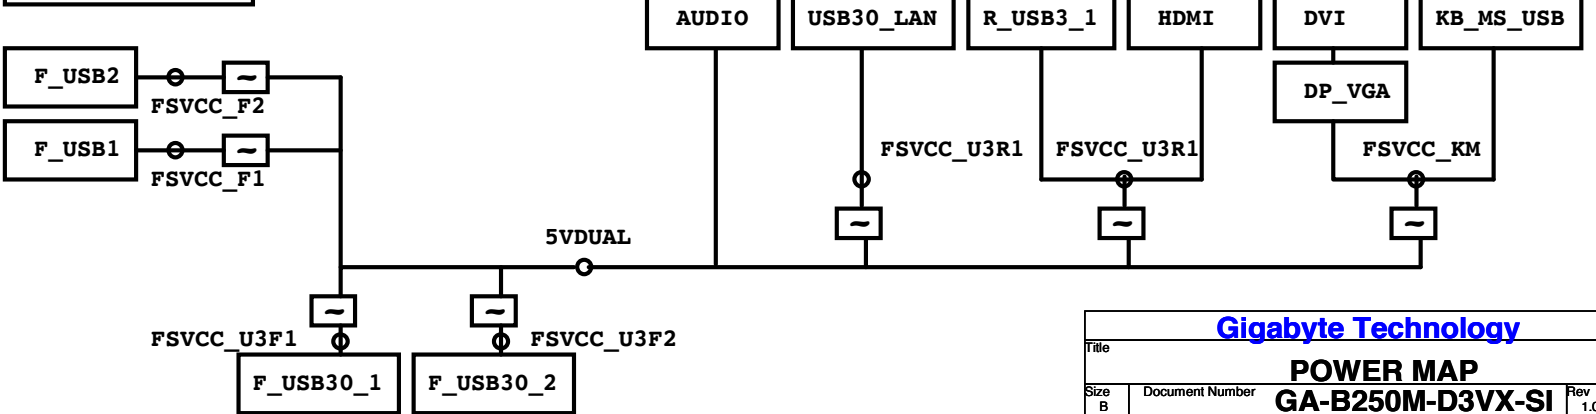 AUDIO USB30_LAN R_USB3_1 HDMI DVI KB_MS_USB
F_USB2
FSVCC_F2
DP_VGA
F_USB1
FSVCC_F1
FSVCC_U3R1 FSVCC_U3R1 FSVCC_KM
5VDUAL
FSVCC_U3F1 FSVCC_U3F2
F_USB30_1 F_USB30_2
Gigabyte Technology
Title
POWER MAP
Size Document Number Rev
B GA-B250M-D3VX-SI